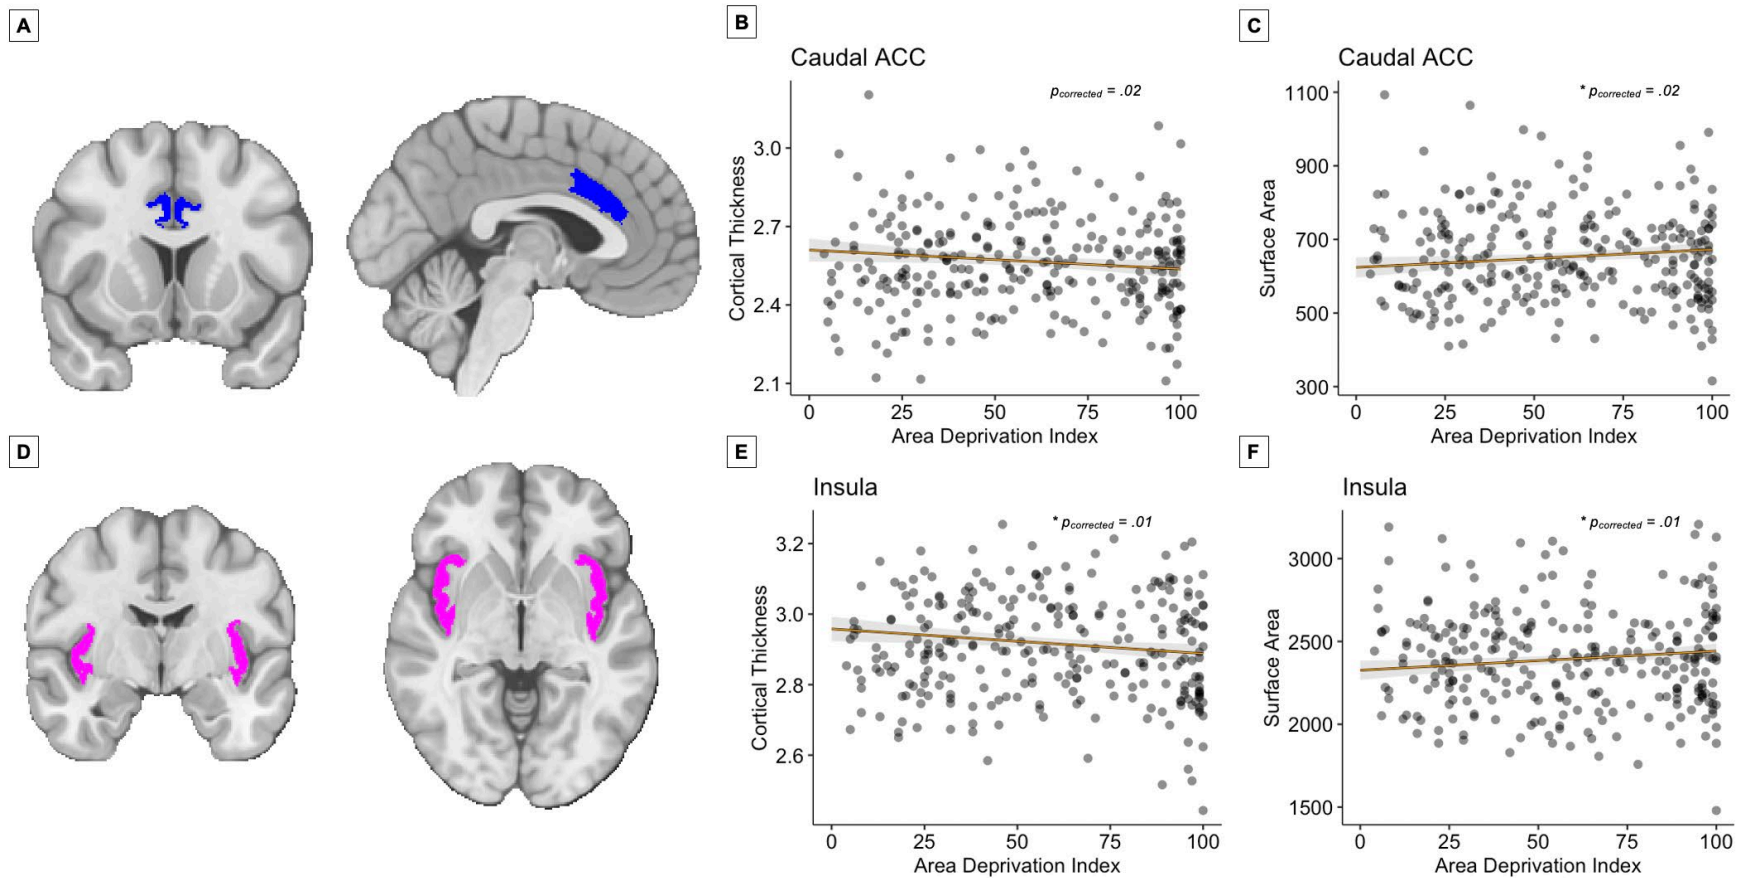 A
B
Caudal ACC
pcorrected = .02
3.0
2.7
2.4
2.1
Cortical Thickness
0 25 50 75 100
Area Deprivation Index
C
Caudal ACC
* pcorrected = .02
1100
900
700
500
300
Surface Area
0 25 50 75 100
Area Deprivation Index
D
E
Insula
* pcorrected = .01
3.2
3.0
2.8
2.6
Cortical Thickness
0 25 50 75 100
Area Deprivation Index
F
Insula
* pcorrected = .01
3000
2500
2000
1500
Surface Area
0 25 50 75 100
Area Deprivation Index